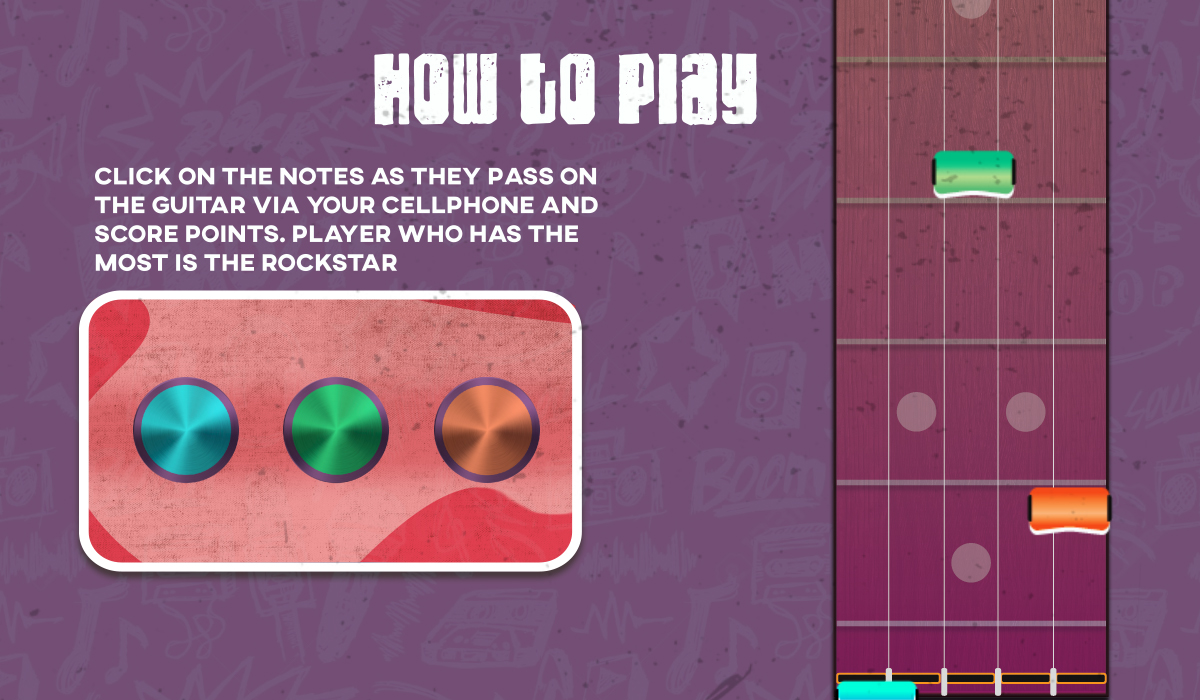 How to Play
CLICK ON THE NOTES AS THEY PASS ON
THE GUITAR VIA YOUR CELLPHONE AND
SCORE POINTS. PLAYER WHO HAS THE
MOST IS THE ROCKSTAR
BOOM